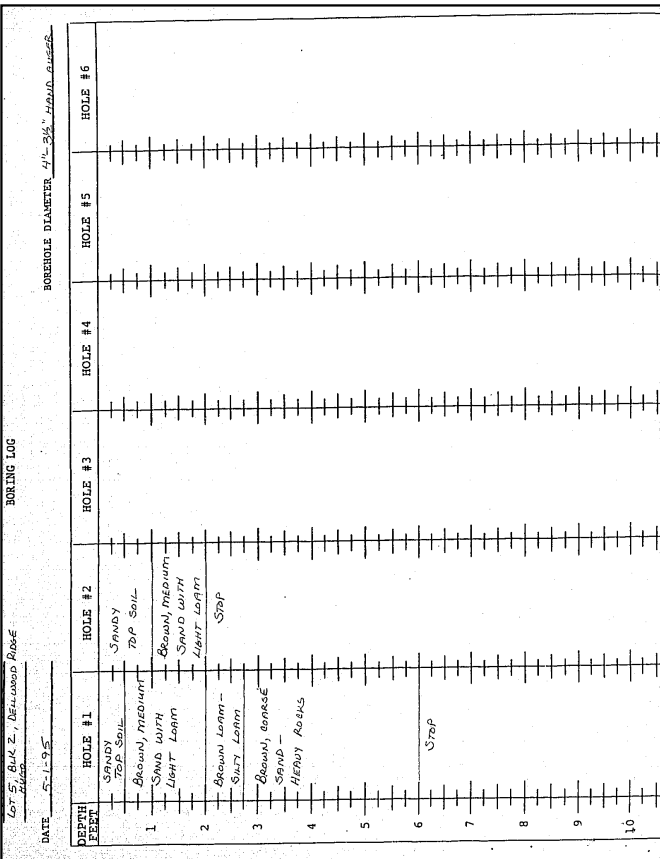 LOT 5, BLK 2, DELLWOOD RIDGE
HUGO
BORING LOG
DATE 5-1-95
BOREHOLE DIAMETER 4"-3½" HAND AUGER
DEPTH FEET
HOLE #1
HOLE #2
HOLE #3
HOLE #4
HOLE #5
HOLE #6
1
2
3
4
5
6
7
8
9
10
SANDY
TOP SOIL
BROWN, MEDIUM
SAND WITH
LIGHT LOAM
BROWN LOAM-
SILTY LOAM
BROWN, COARSE
SAND -
HEAVY ROCKS
STOP
SANDY
TOP SOIL
BROWN, MEDIUM
SAND WITH
LIGHT LOAM
STOP